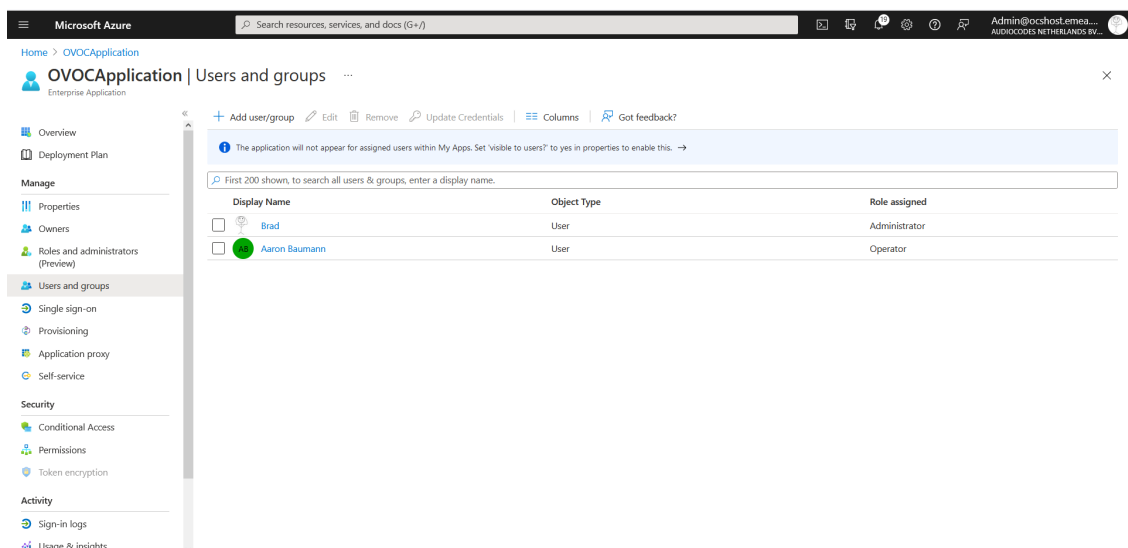 Microsoft Azure
Search resources, services, and docs (G+/)
19
Admin@ocshost.emea....
AUDIOCODES NETHERLANDS BV...
Home > OVOCApplication
OVOCApplication | Users and groups ...
Enterprise Application
Overview
Deployment Plan
Manage
Properties
Owners
Roles and administrators
(Preview)
Users and groups
Single sign-on
Provisioning
Application proxy
Self-service
Security
Conditional Access
Permissions
Token encryption
Activity
Sign-in logs
Usage & insights
Add user/group Edit Remove Update Credentials Columns Got feedback?
The application will not appear for assigned users within My Apps. Set 'visible to users?' to yes in properties to enable this. →
First 200 shown, to search all users & groups, enter a display name.
Display Name Object Type Role assigned
Brad User Administrator
AB Aaron Baumann User Operator